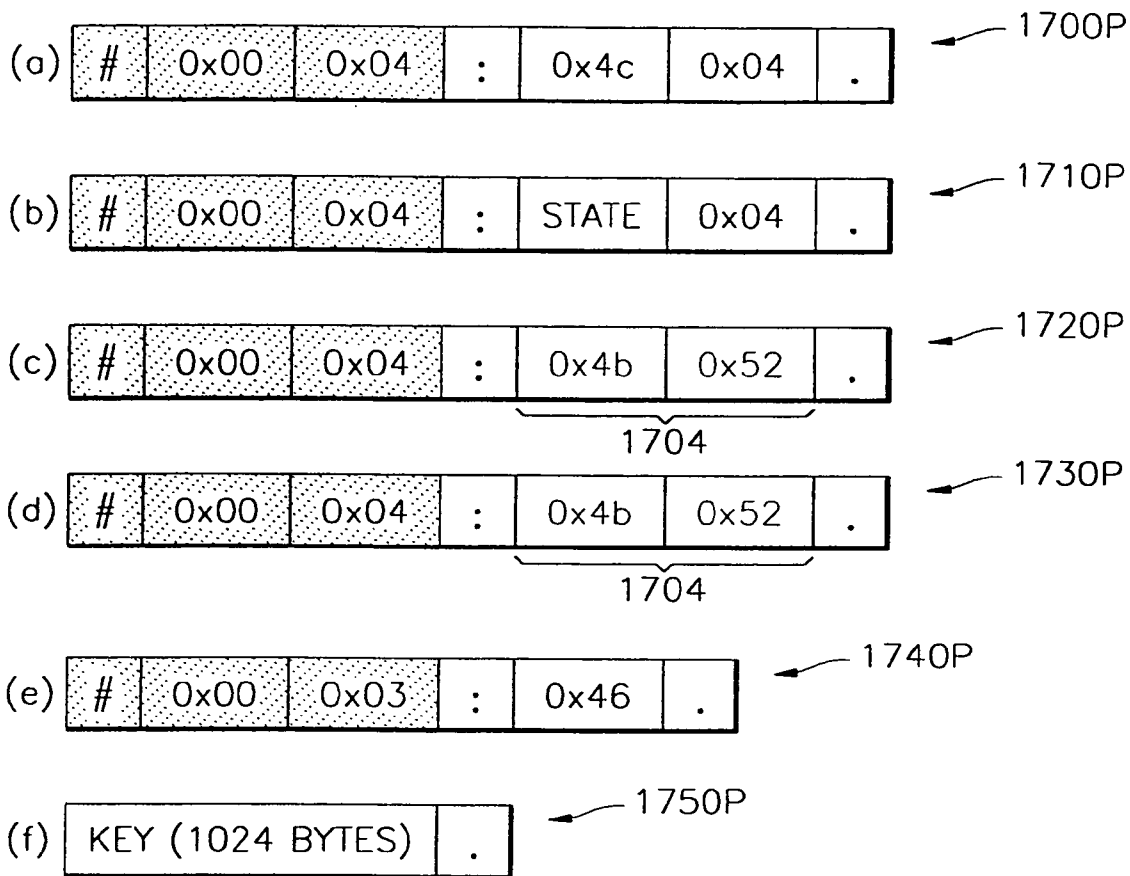 (a) # 0x00 0x04 : 0x4c 0x04 . 1700P
(b) # 0x00 0x04 : STATE 0x04 . 1710P
(c) # 0x00 0x04 : 0x4b 0x52 . 1720P
1704
(d) # 0x00 0x04 : 0x4b 0x52 . 1730P
1704
(e) # 0x00 0x03 : 0x46 . 1740P
(f) KEY (1024 BYTES) . 1750P